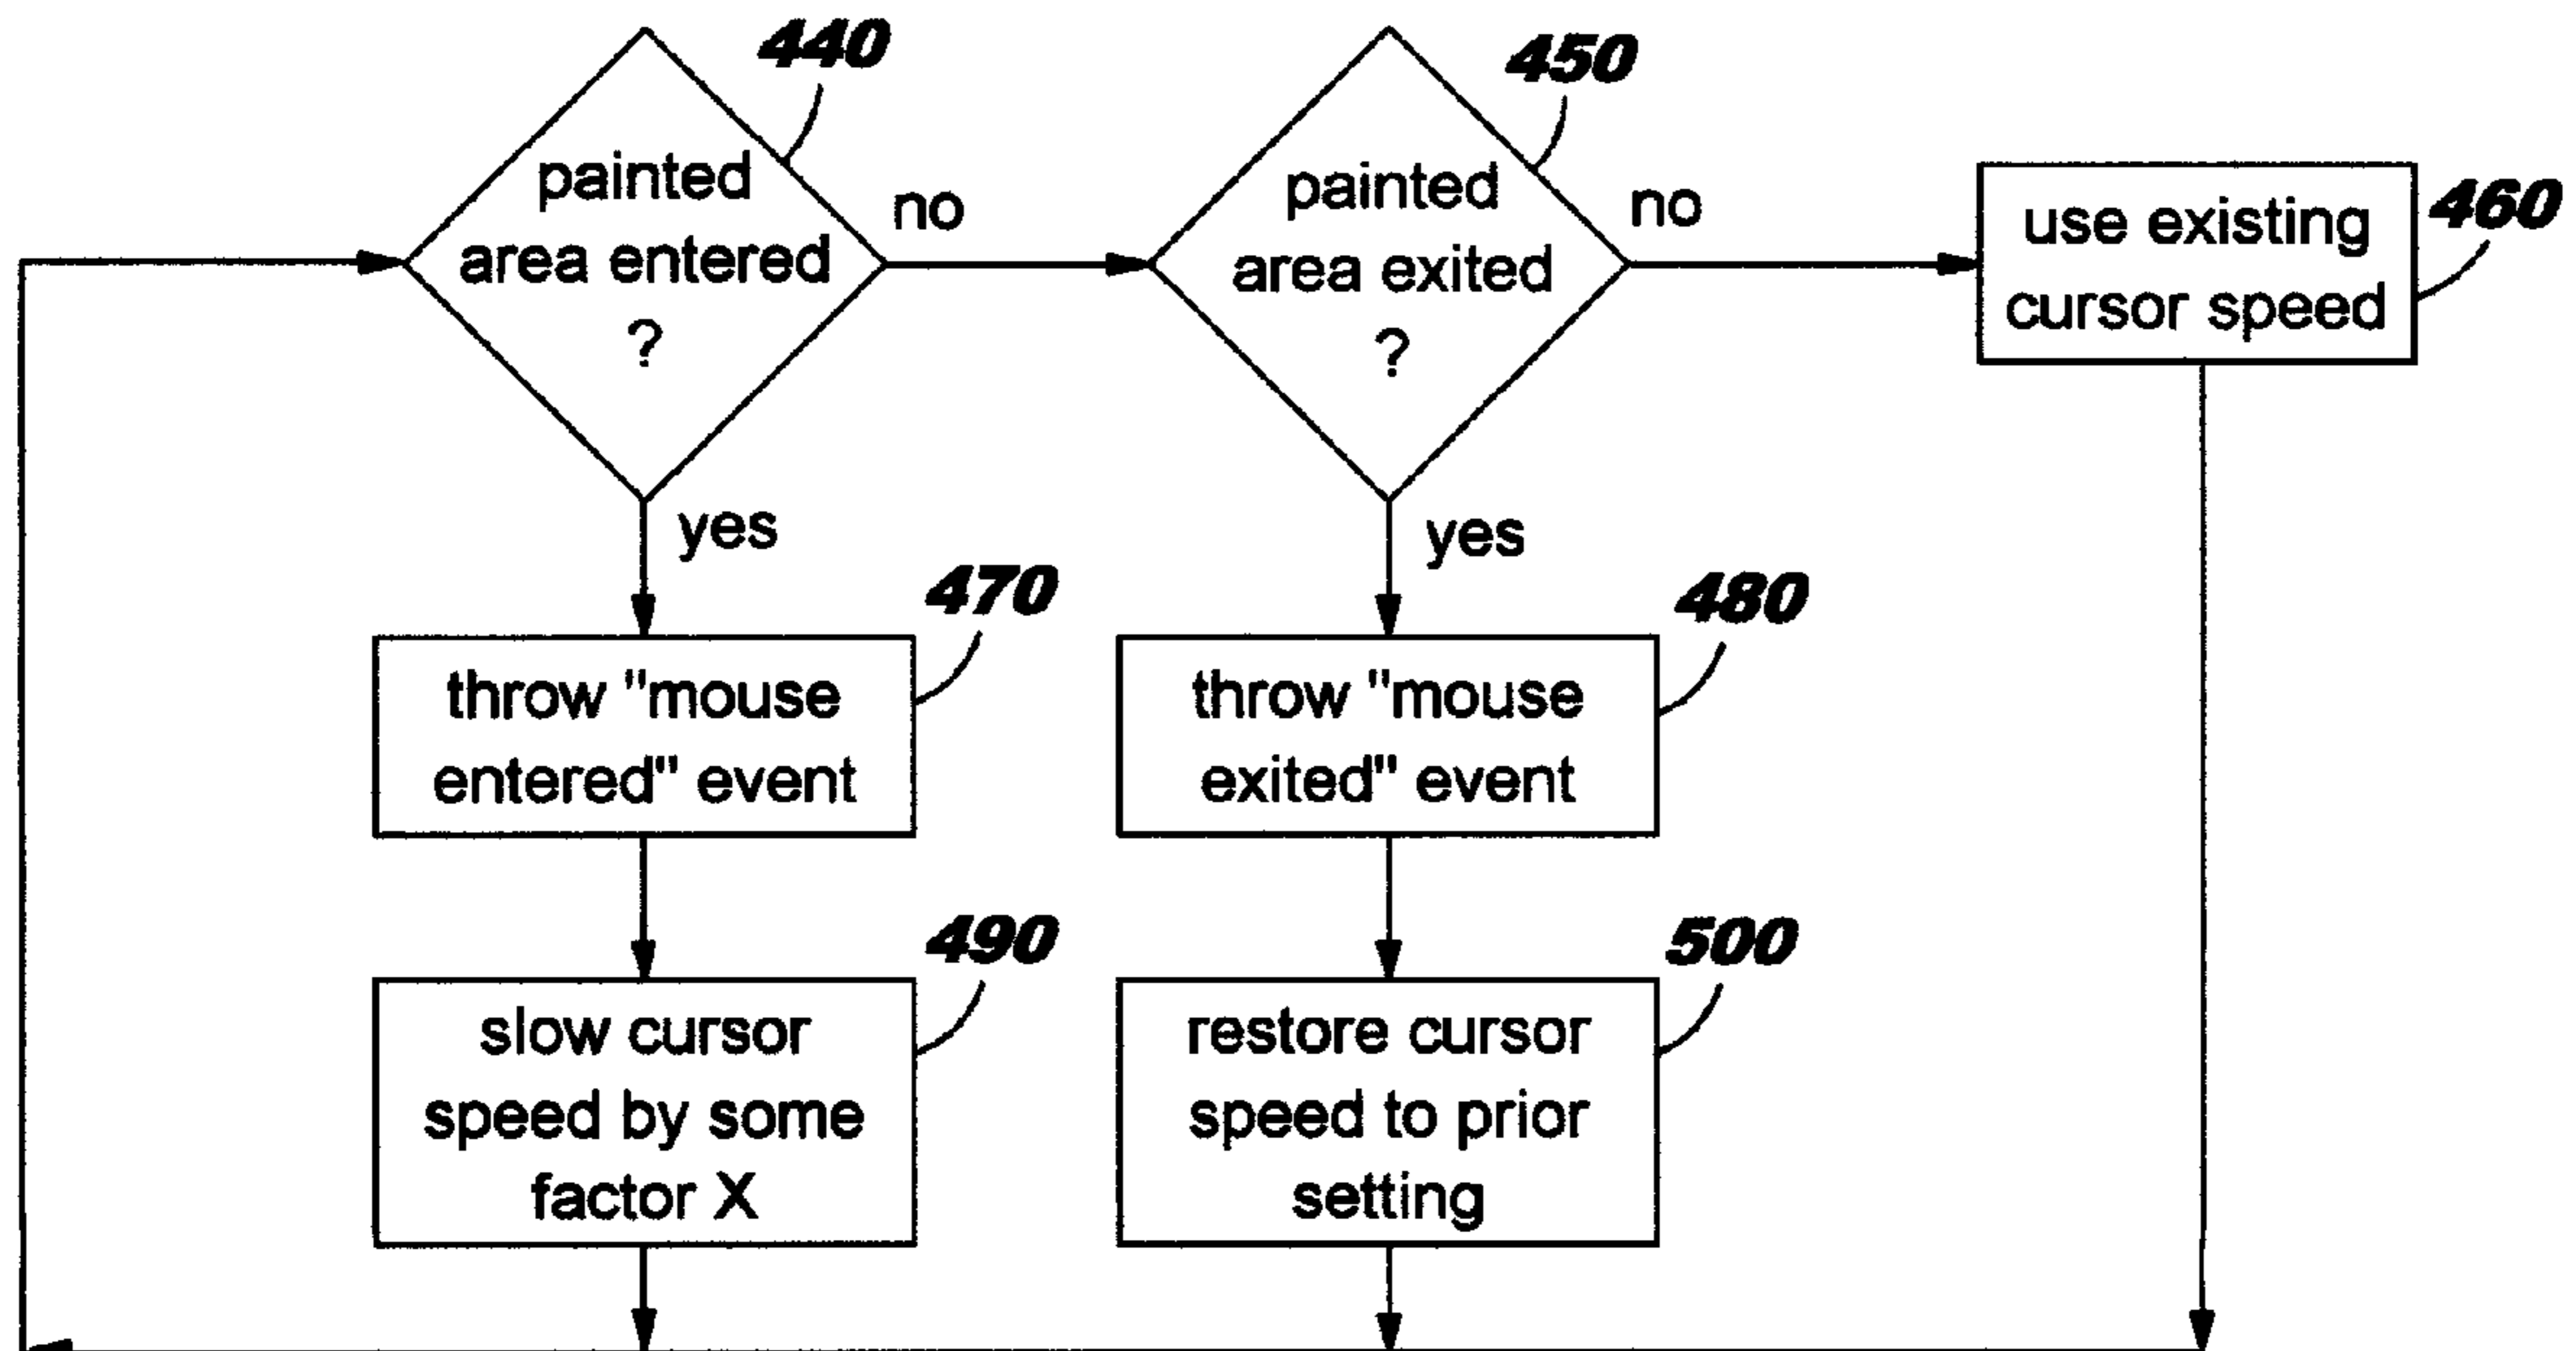 440
painted
area entered
?
no
yes
450
painted
area exited
?
no
yes
use existing
cursor speed
460
throw "mouse
entered" event
470
throw "mouse
exited" event
480
slow cursor
speed by some
factor X
490
restore cursor
speed to prior
setting
500